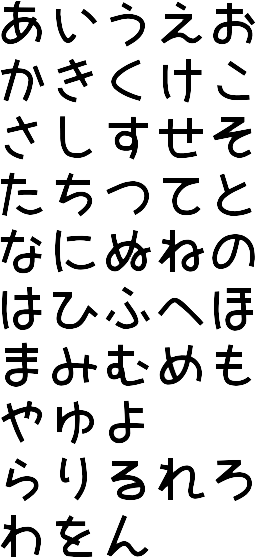 あいうえお
かきくけこ
さしすせそ
たちつてと
なにぬねの
はひふへほ
まみむめも
やゆよ
らりるれろ
わをん